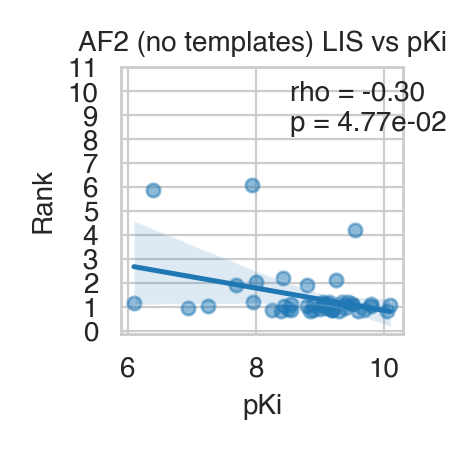 AF2 (no templates) LIS vs pKi
rho = -0.30
p = 4.77e-02
11
10
9
8
7
6
5
4
3
2
1
0
Rank
6 8 10
pKi